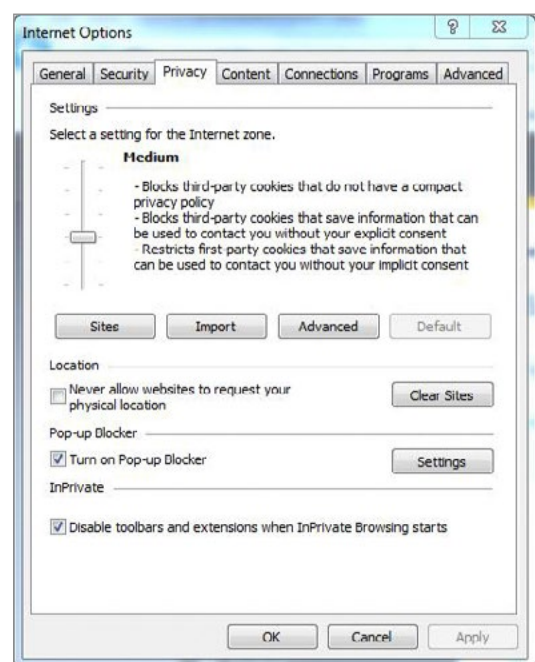 Internet Options
General Security Privacy Content Connections Programs Advanced
Settings
Select a setting for the Internet zone.
Medium
- Blocks third-party cookies that do not have a compact
privacy policy
- Blocks third-party cookies that save information that can
be used to contact you without your explicit consent
- Restricts first-party cookies that save information that
can be used to contact you without your implicit consent
Sites Import Advanced Default
Location
Never allow websites to request your
physical location
Clear Sites
Pop-up Blocker
Turn on Pop-up Blocker
Settings
InPrivate
Disable toolbars and extensions when InPrivate Browsing starts
OK Cancel Apply